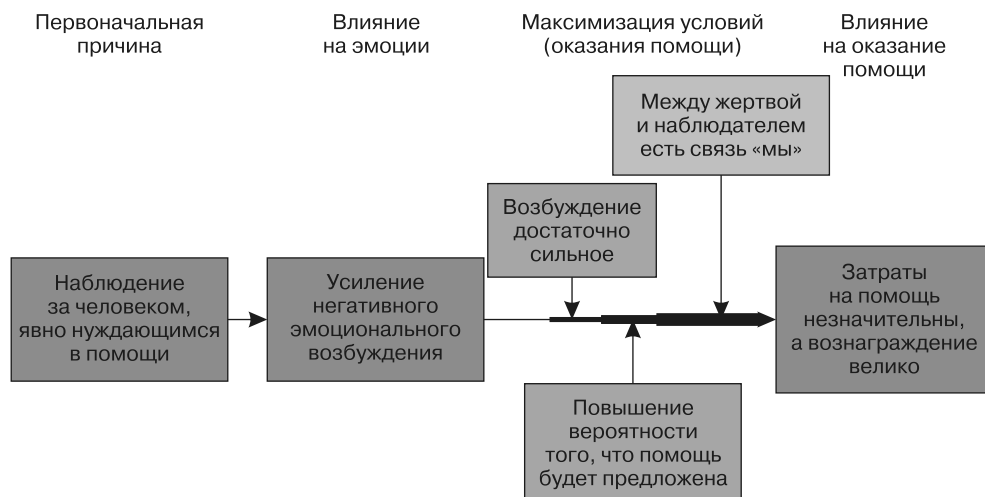 Первоначальная
причина
Влияние
на эмоции
Максимизация условий
(оказания помощи)
Влияние
на оказание
помощи
Между жертвой
и наблюдателем
есть связь «мы»
Возбуждение
достаточно
сильное
Наблюдение
за человеком,
явно нуждающимся
в помощи
Усиление
негативного
эмоционального
возбуждения
Затраты
на помощь
незначительны,
а вознаграждение
велико
Повышение
вероятности
того, что помощь
будет предложена